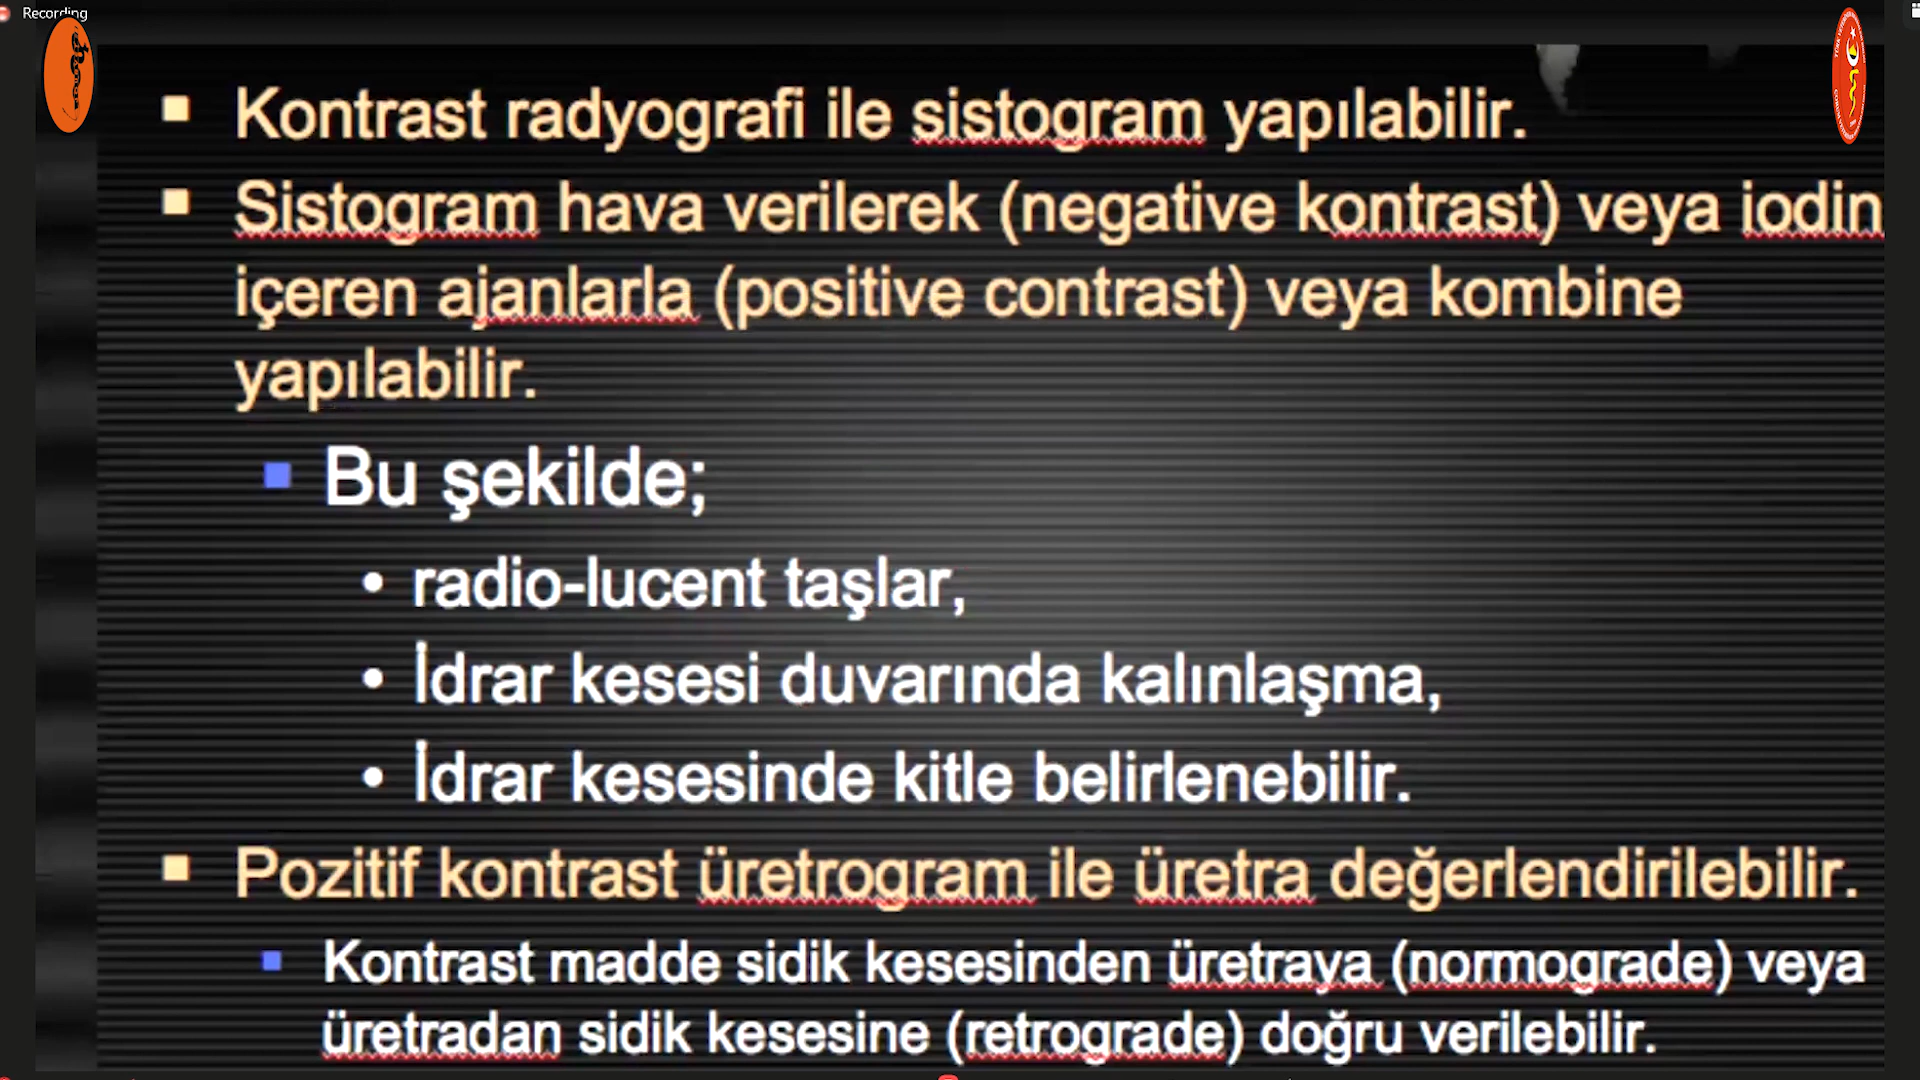 Recording
Kontrast radyografi ile sistogram yapılabilir.
Sistogram hava verilerek (negative kontrast) veya iodin
içeren ajanlarla (positive contrast) veya kombine
yapılabilir.
Bu şekilde;
radio-lucent taşlar,
İdrar kesesi duvarında kalınlaşma,
İdrar kesesinde kitle belirlenebilir.
Pozitif kontrast üretrogram ile üretra değerlendirilebilir.
Kontrast madde sidik kesesinden üretraya (normograde) veya
üretradan sidik kesesine (retrograde) doğru verilebilir.